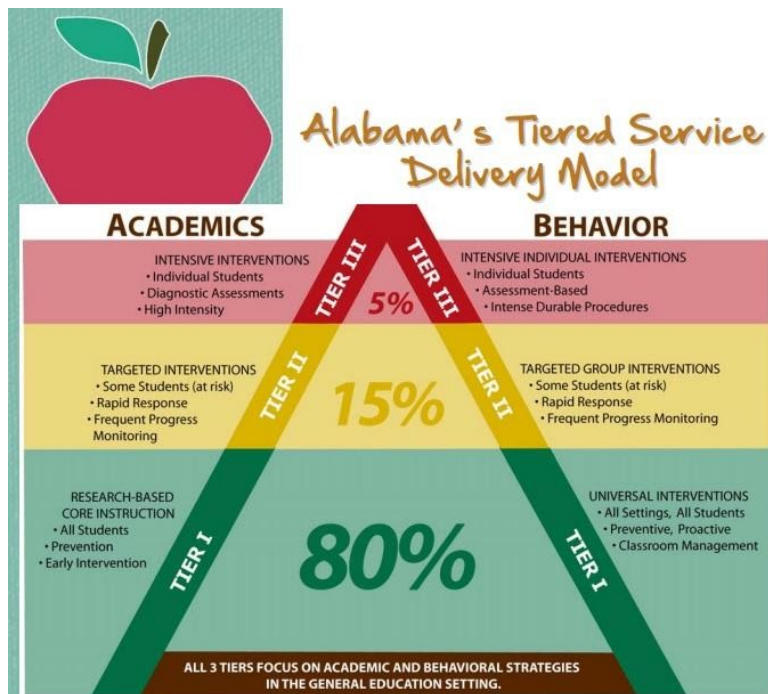 Alabama's Tiered Service
Delivery Model
ACADEMICS
BEHAVIOR
INTENSIVE INTERVENTIONS
• Individual Students
• Diagnostic Assessments
• High Intensity
TIER III
5%
TIER III
INTENSIVE INDIVIDUAL INTERVENTIONS
• Individual Students
• Assessment-Based
• Intense Durable Procedures
TARGETED INTERVENTIONS
• Some Students (at risk)
• Rapid Response
• Frequent Progress
Monitoring
TIER II
15%
TIER II
TARGETED GROUP INTERVENTIONS
• Some Students (at risk)
• Rapid Response
• Frequent Progress Monitoring
RESEARCH-BASED
CORE INSTRUCTION
• All Students
• Prevention
• Early Intervention
TIER I
80%
TIER I
UNIVERSAL INTERVENTIONS
• All Settings, All Students
• Preventive, Proactive
• Classroom Management
ALL 3 TIERS FOCUS ON ACADEMIC AND BEHAVIORAL STRATEGIES
IN THE GENERAL EDUCATION SETTING.